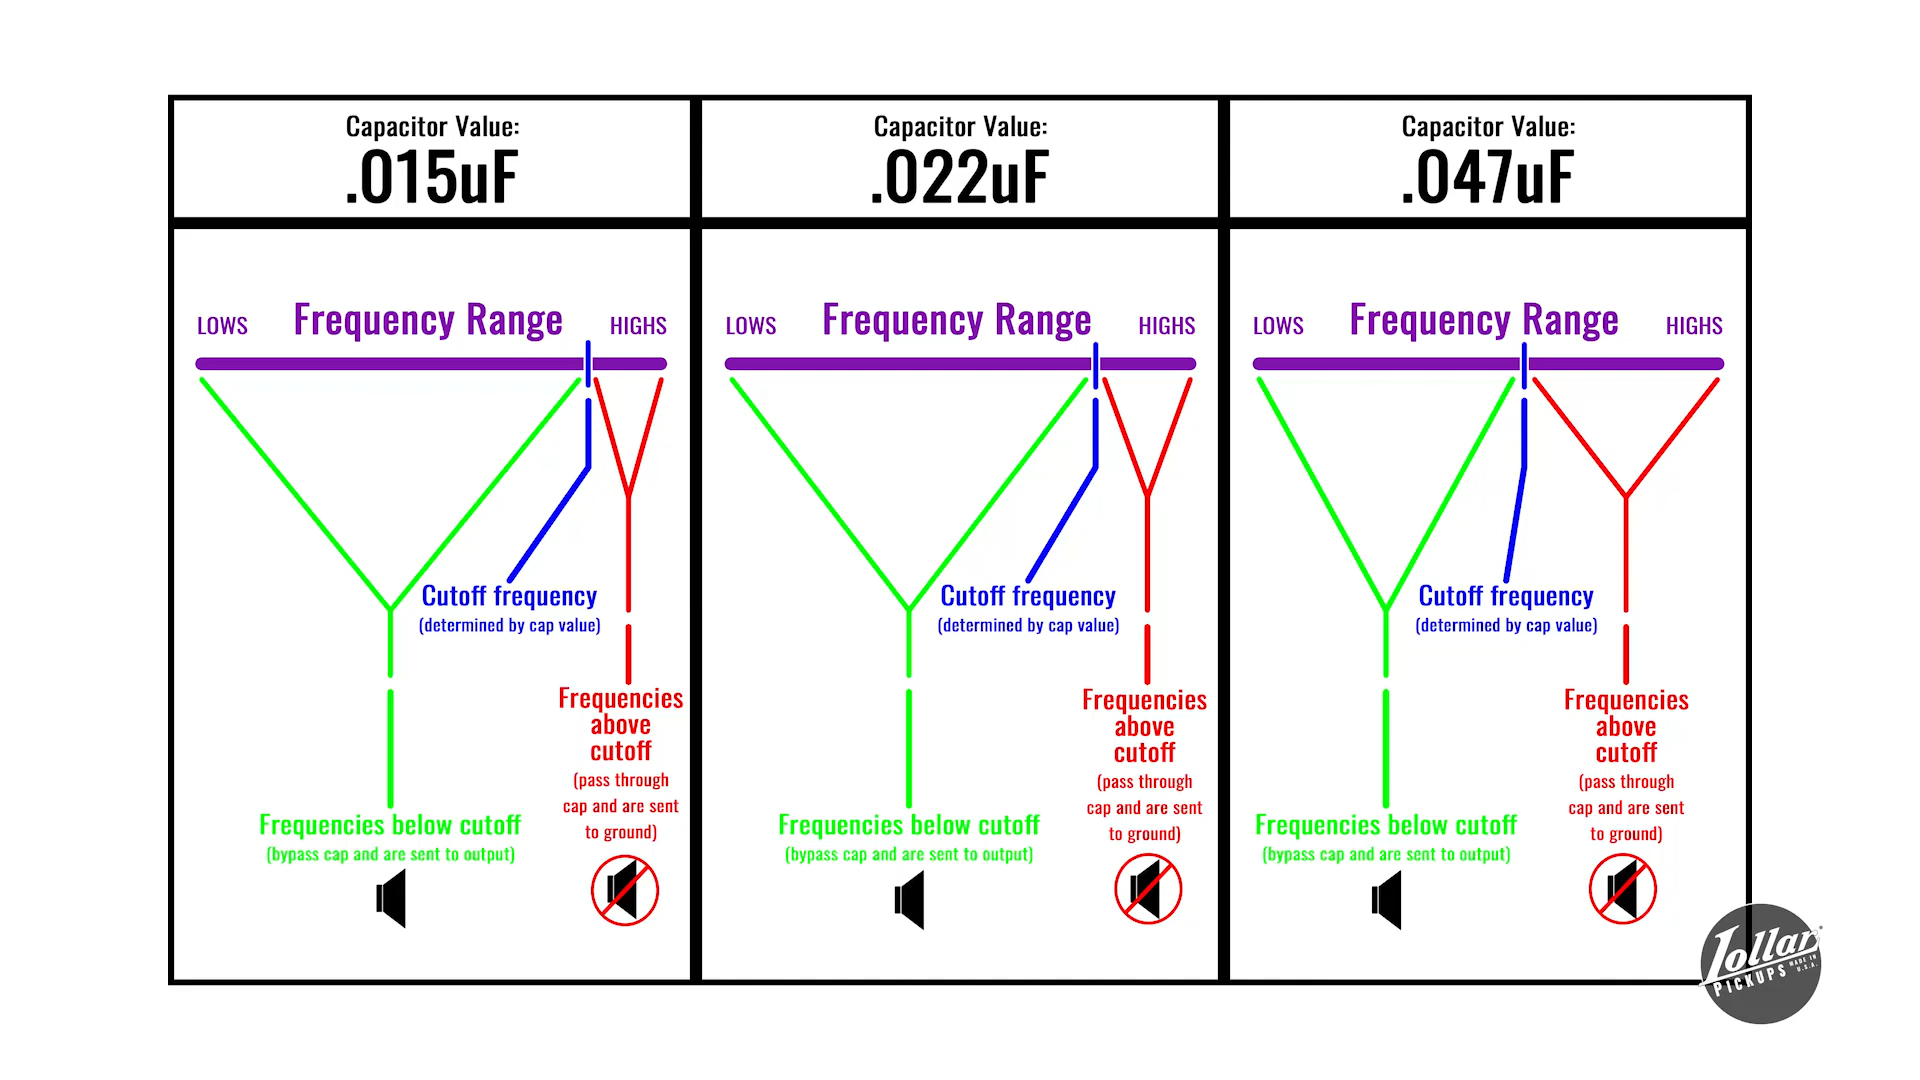 Capacitor Value:
.015uF
Capacitor Value:
.022uF
Capacitor Value:
.047uF
LOWS
Frequency Range
HIGHS
Cutoff frequency
(determined by cap value)
Frequencies
above
cutoff
(pass through
cap and are sent
to ground)
Frequencies below cutoff
(bypass cap and are sent to output)
LOWS
Frequency Range
HIGHS
Cutoff frequency
(determined by cap value)
Frequencies
above
cutoff
(pass through
cap and are sent
to ground)
Frequencies below cutoff
(bypass cap and are sent to output)
LOWS
Frequency Range
HIGHS
Cutoff frequency
(determined by cap value)
Frequencies
above
cutoff
(pass through
cap and are sent
to ground)
Frequencies below cutoff
(bypass cap and are sent to output)
Lollar
PICKUPS
MADE IN
U.S.A.